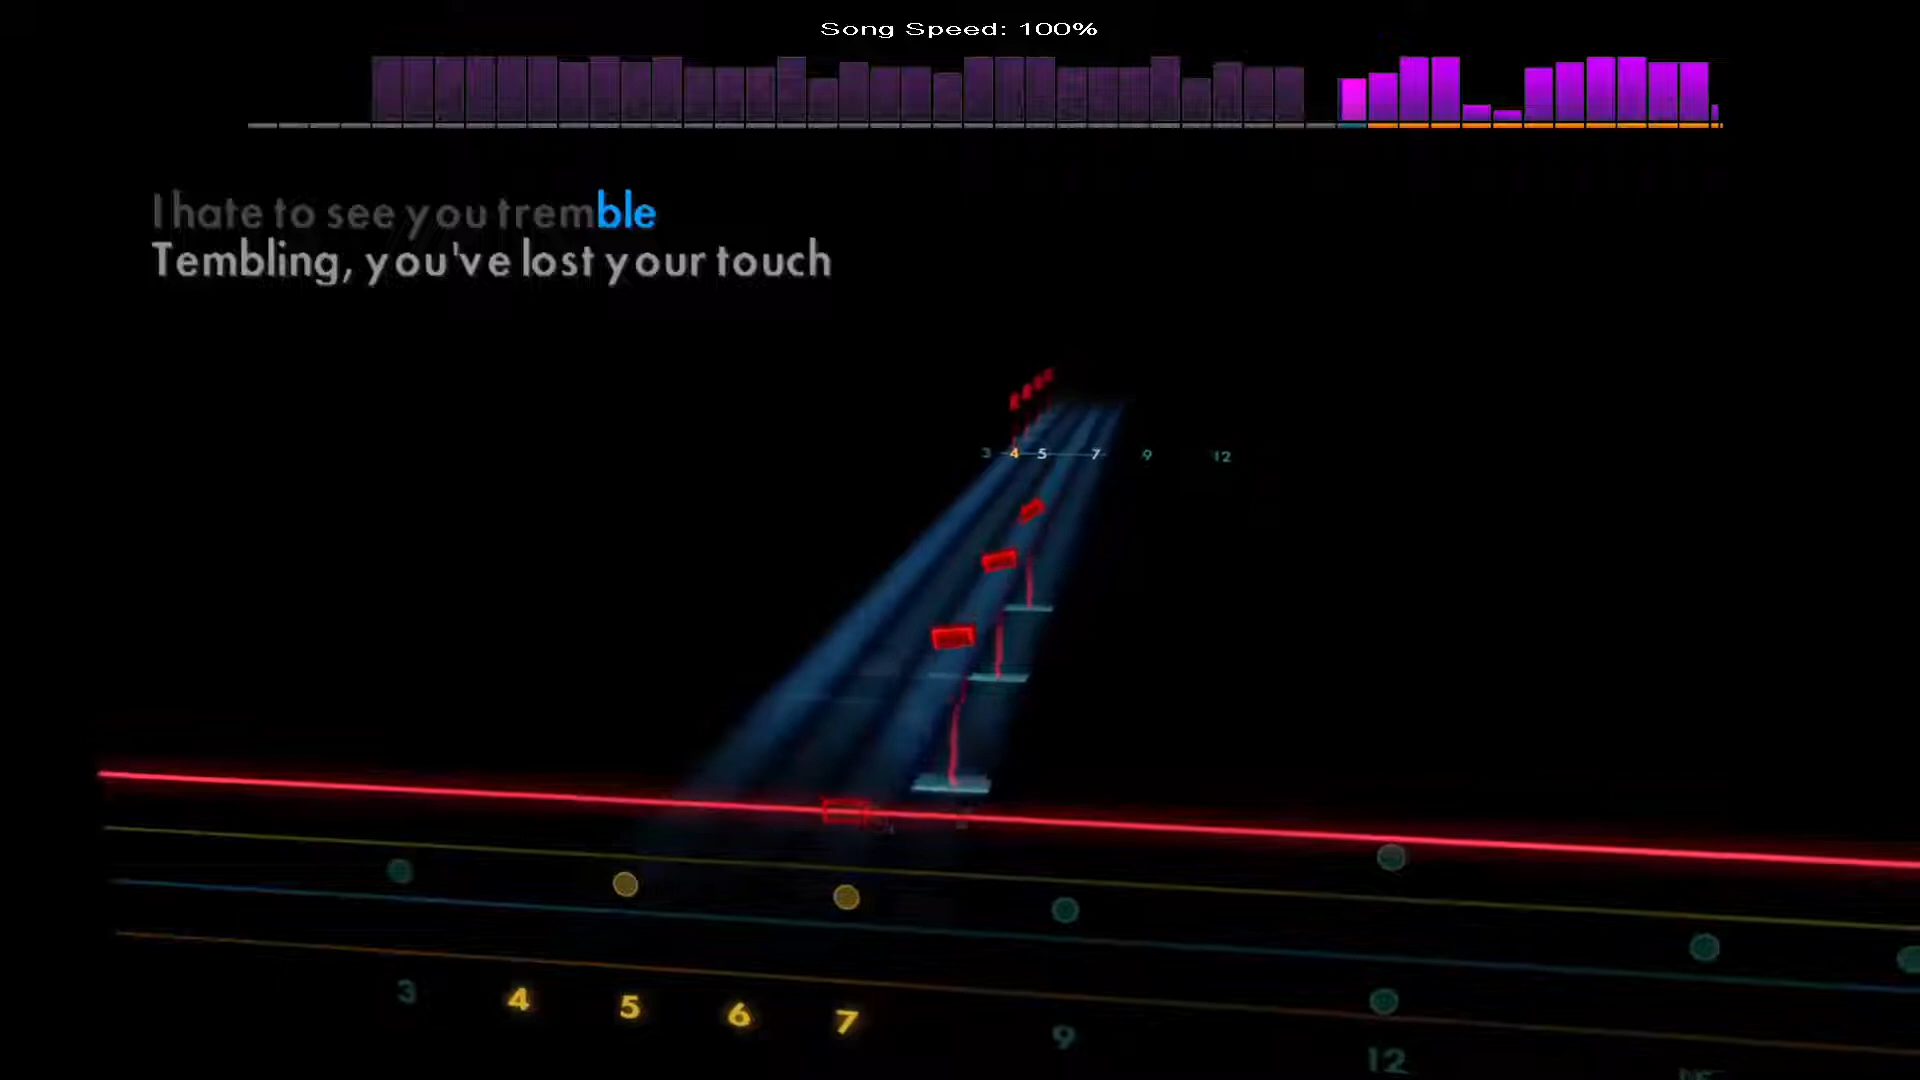 Song Speed: 100%
I hate to see you tremble
Tembling, you've lost your touch
3 4 5 7 9 12
3 4 5 6 7 9 12